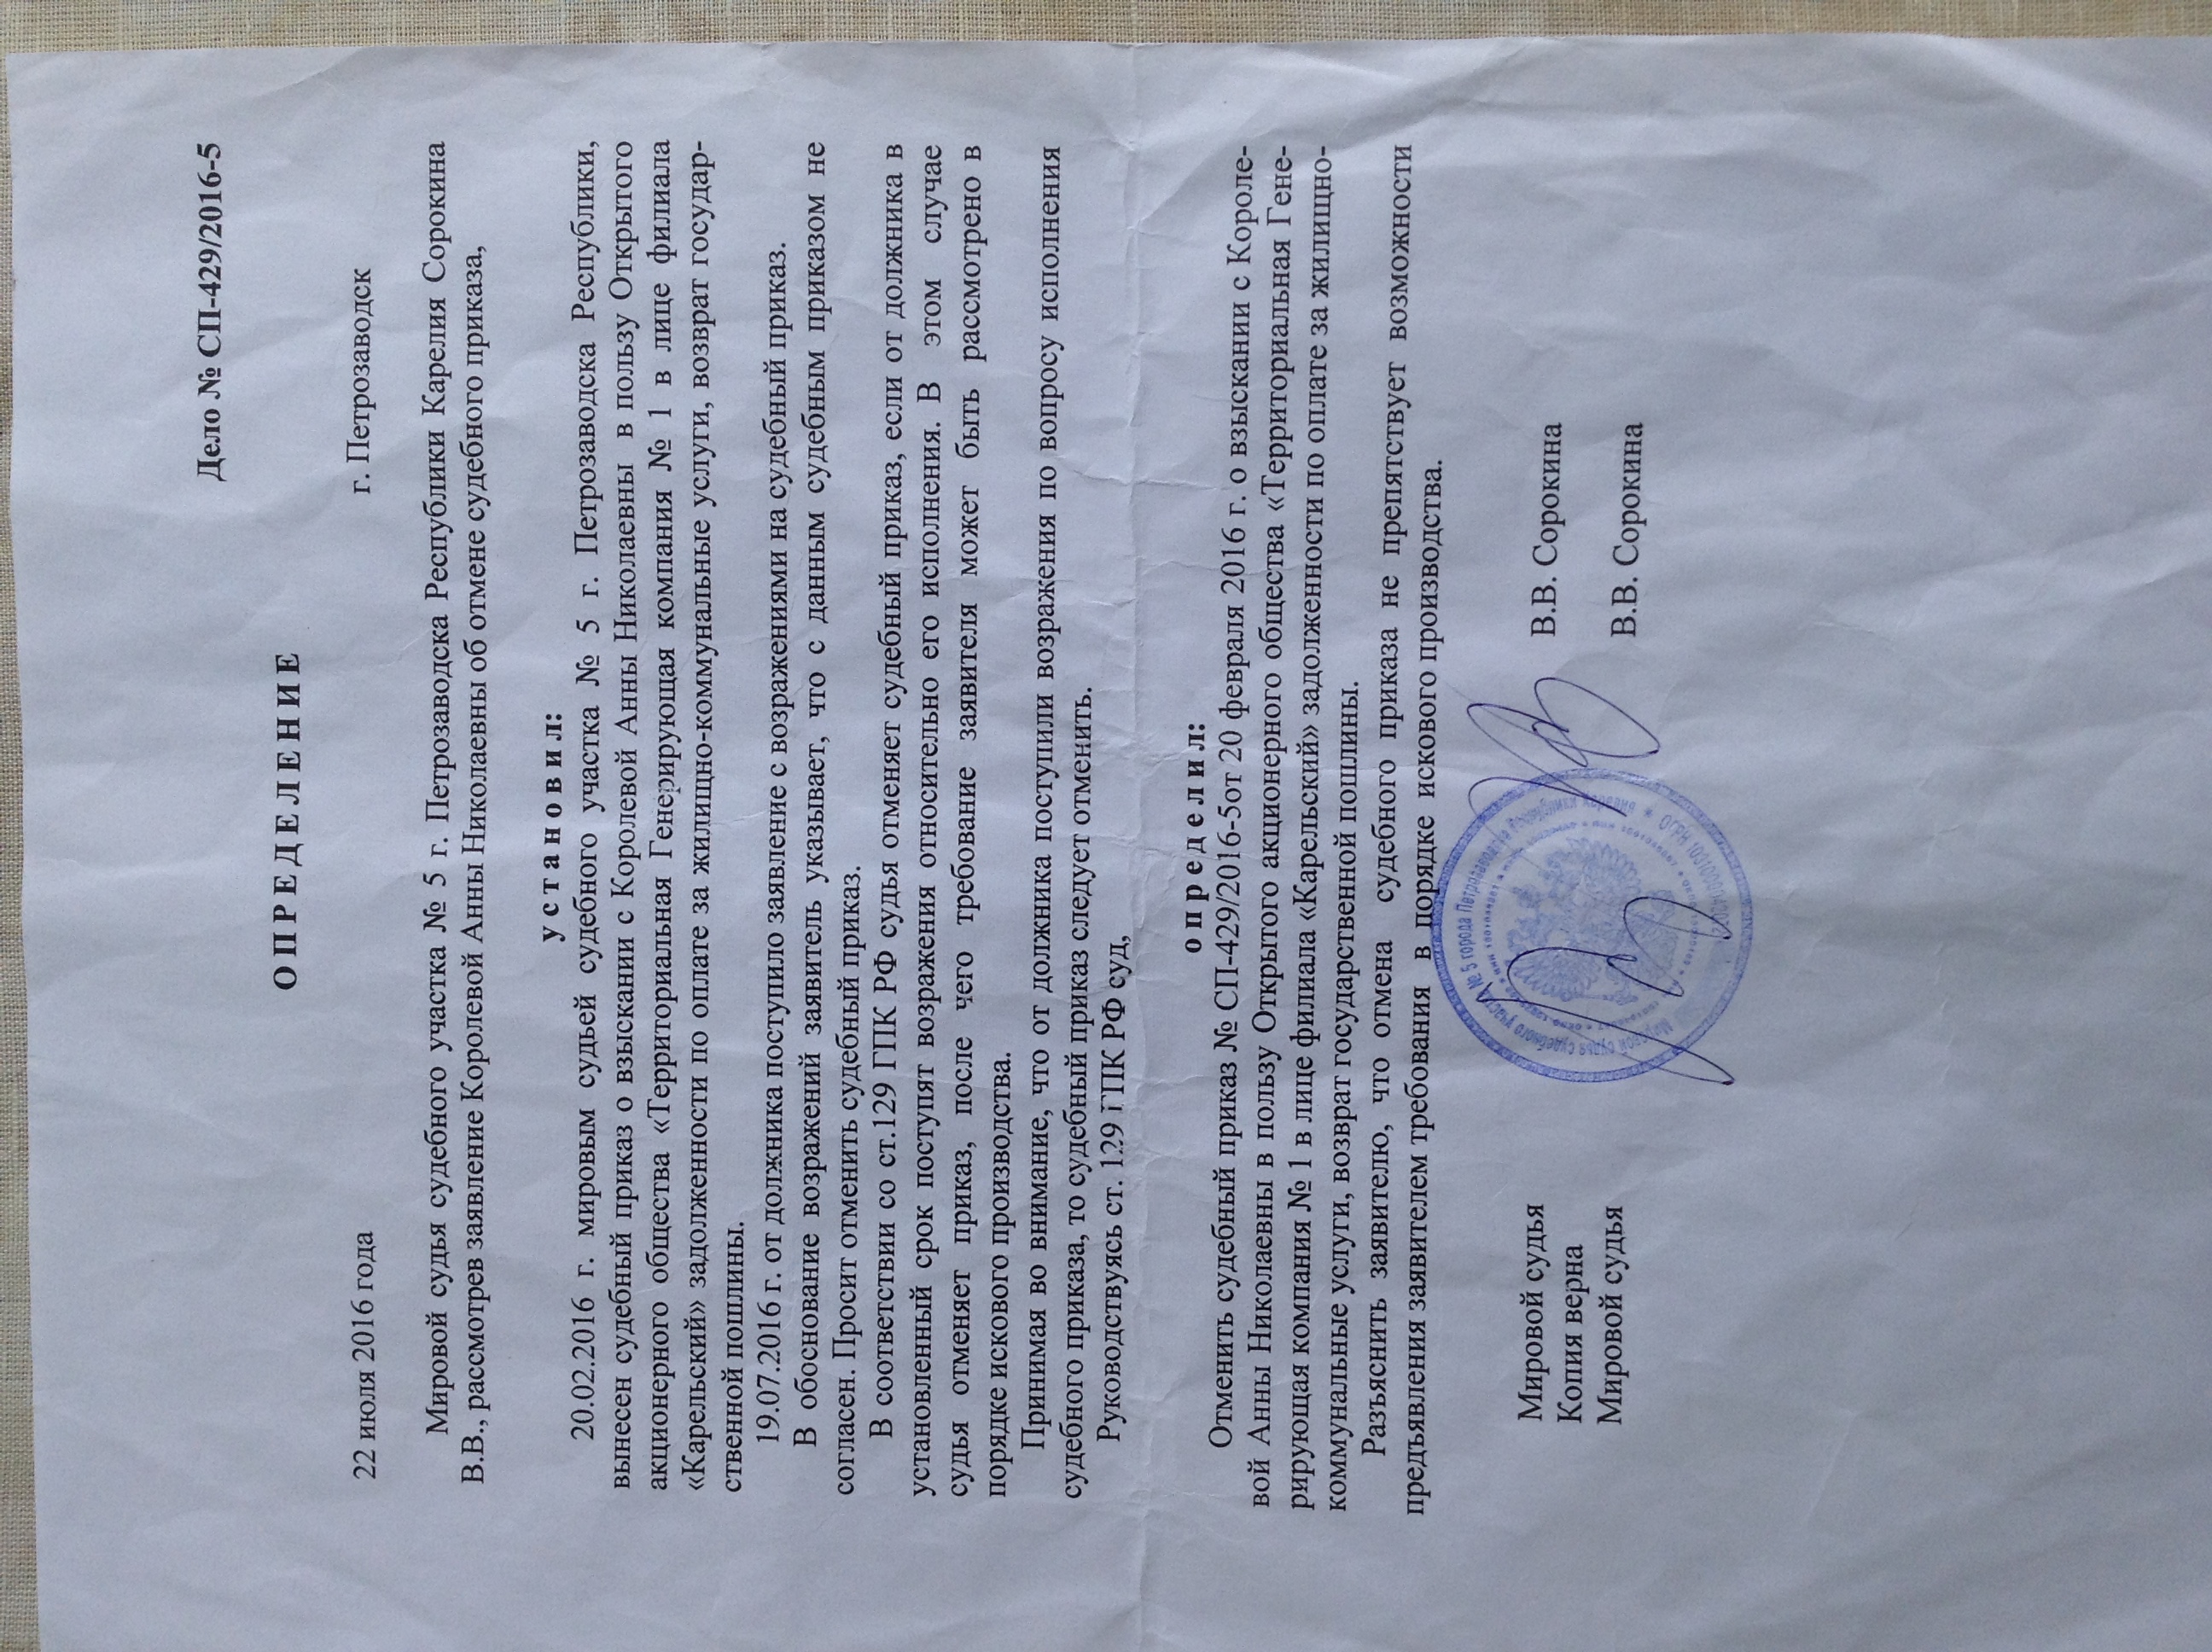 Дело № СП-429/2016-5
ОПРЕДЕЛЕНИЕ
22 июля 2016 года г. Петрозаводск
Мировой судья судебного участка № 5 г. Петрозаводска Республики Карелия Сорокина
В.В., рассмотрев заявление Королевой Анны Николаевны об отмене судебного приказа,
установил:
20.02.2016 г. мировым судьей судебного участка № 5 г. Петрозаводска Республики,
вынесен судебный приказ о взыскании с Королевой Анны Николаевны в пользу Открытого
акционерного общества «Территориальная Генерирующая компания № 1 в лице филиала
«Карельский» задолженности по оплате за жилищно-коммунальные услуги, возврат государ-
ственной пошлины.
19.07.2016 г. от должника поступило заявление с возражениями на судебный приказ.
В обоснование возражений заявитель указывает, что с данным судебным приказом не
согласен. Просит отменить судебный приказ.
В соответствии со ст.129 ГПК РФ судья отменяет судебный приказ, если от должника в
установленный срок поступят возражения относительно его исполнения. В этом случае
судья отменяет приказ, после чего требование заявителя может быть рассмотрено в
порядке искового производства.
Принимая во внимание, что от должника поступили возражения по вопросу исполнения
судебного приказа, то судебный приказ следует отменить.
Руководствуясь ст. 129 ГПК РФ суд,
определил:
Отменить судебный приказ № СП-429/2016-5от 20 февраля 2016 г. о взыскании с Короле-
вой Анны Николаевны в пользу Открытого акционерного общества «Территориальная Гене-
рирующая компания № 1 в лице филиала «Карельский» задолженности по оплате за жилищно-
коммунальные услуги, возврат государственной пошлины.
Разъяснить заявителю, что отмена судебного приказа не препятствует возможности
предъявления заявителем требования в порядке искового производства.
Мировой судья В.В. Сорокина
Копия верна
Мировой судья В.В. Сорокина
Мировой судья судебного участка № 5 города Петрозаводска Республики